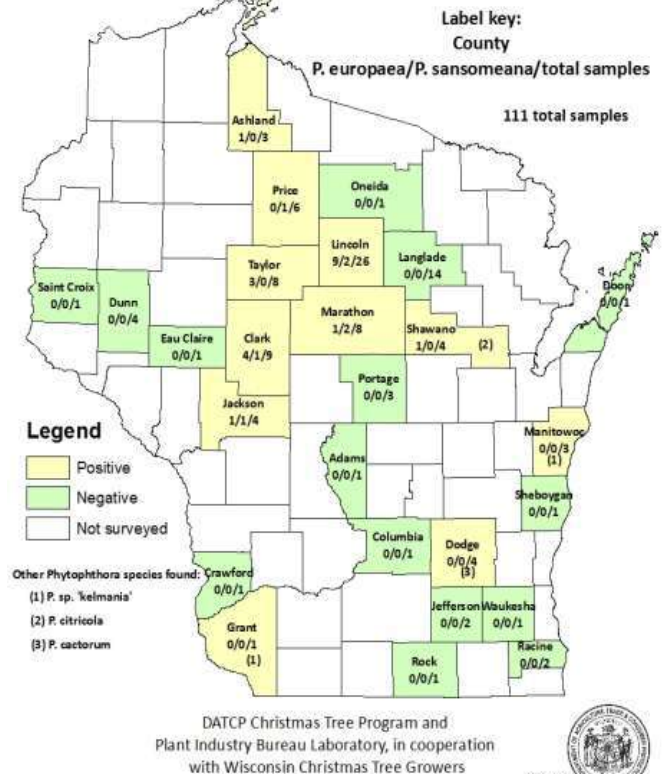 Label key:
County
P. europaea/P. sansomeana/total samples
111 total samples
Ashland
1/0/3
Price
0/1/6
Oneida
0/0/1
Lincoln
9/2/26
Langlade
0/0/14
Taylor
3/0/8
Saint Croix
0/0/1
Dunn
0/0/4
Door
0/0/1
Marathon
1/2/8
Shawano
1/0/4
(2)
Eau Claire
0/0/1
Clark
4/1/9
Portage
0/0/3
Jackson
1/1/4
Legend
Positive
Negative
Not surveyed
Manitowoc
0/0/3
(1)
Adams
0/0/1
Sheboygan
0/0/1
Columbia
0/0/1
Dodge
0/0/4
(3)
Other Phytophthora species found:
(1) P. sp. 'kelmania'
(2) P. citricola
(3) P. cactorum
Crawford
0/0/1
Jefferson
0/0/2
Waukesha
0/0/1
Grant
0/0/1
(1)
Rock
0/0/1
Racine
0/0/2
DATCP Christmas Tree Program and
Plant Industry Bureau Laboratory, in cooperation
with Wisconsin Christmas Tree Growers